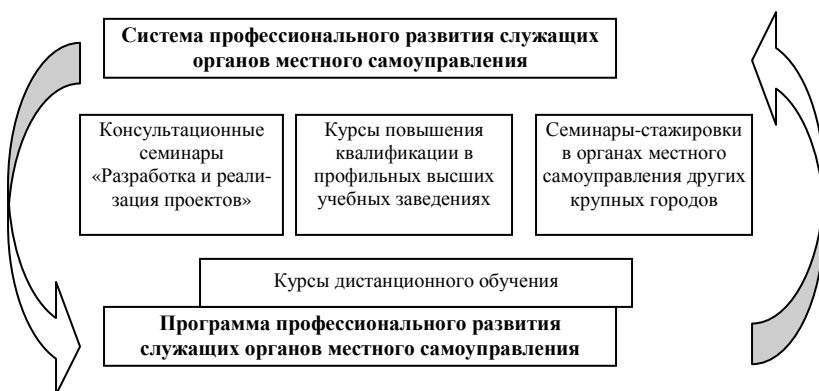 Система профессионального развития служащих
органов местного самоуправления
Консультационные
семинары
«Разработка и реали-
зация проектов»
Курсы повышения
квалификации в
профильных высших
учебных заведениях
Семинары-стажировки
в органах местного
самоуправления других
крупных городов
Курсы дистанционного обучения
Программа профессионального развития
служащих органов местного самоуправления